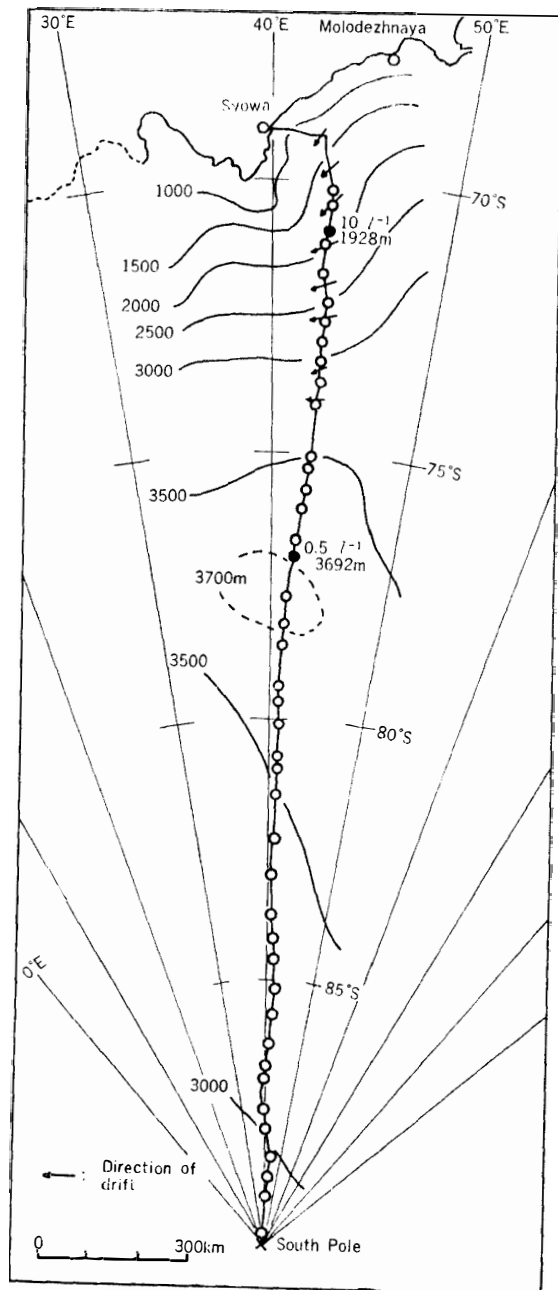 30°E
40°E
Molodezhnaya
50°E
Syowa
1000
70°S
10 l⁻¹
1928m
1500
2000
2500
3000
75°S
3500
0.5 l⁻¹
3692m
3700m
3500
80°S
0°E
85°S
3000
: Direction of
drift
0 300km
South Pole